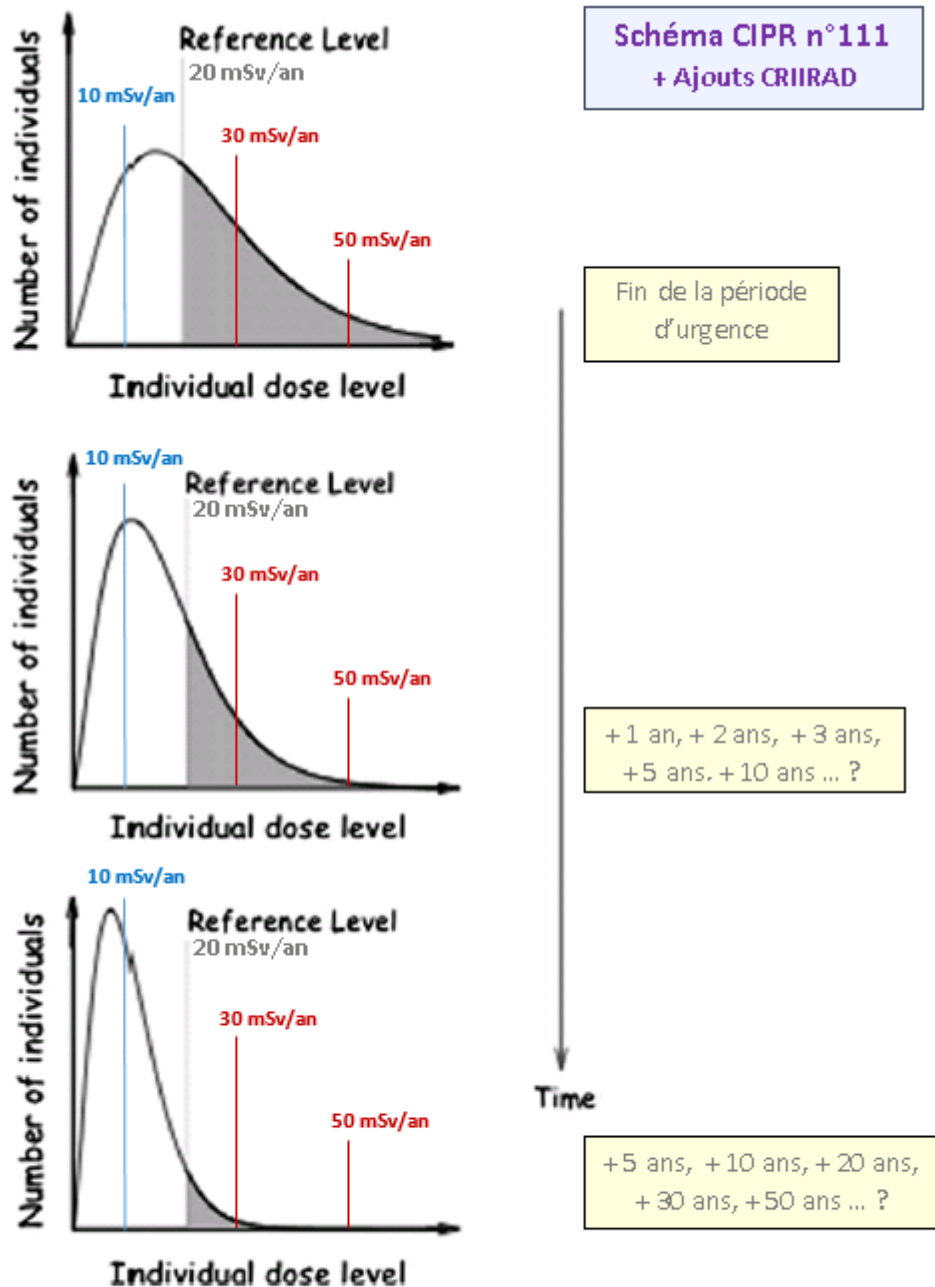 Schéma CIPR n°111
+ Ajouts CRIIRAD
Number of individuals
Reference Level
20 mSv/an
10 mSv/an
30 mSv/an
50 mSv/an
Individual dose level
Fin de la période
d'urgence
Number of individuals
10 mSv/an
Reference Level
20 mSv/an
30 mSv/an
50 mSv/an
Individual dose level
+ 1 an, + 2 ans, + 3 ans,
+5 ans. + 10 ans ... ?
Number of individuals
10 mSv/an
Reference Level
20 mSv/an
30 mSv/an
50 mSv/an
Individual dose level
Time
+5 ans, +10 ans, +20 ans,
+30 ans, +50 ans ... ?